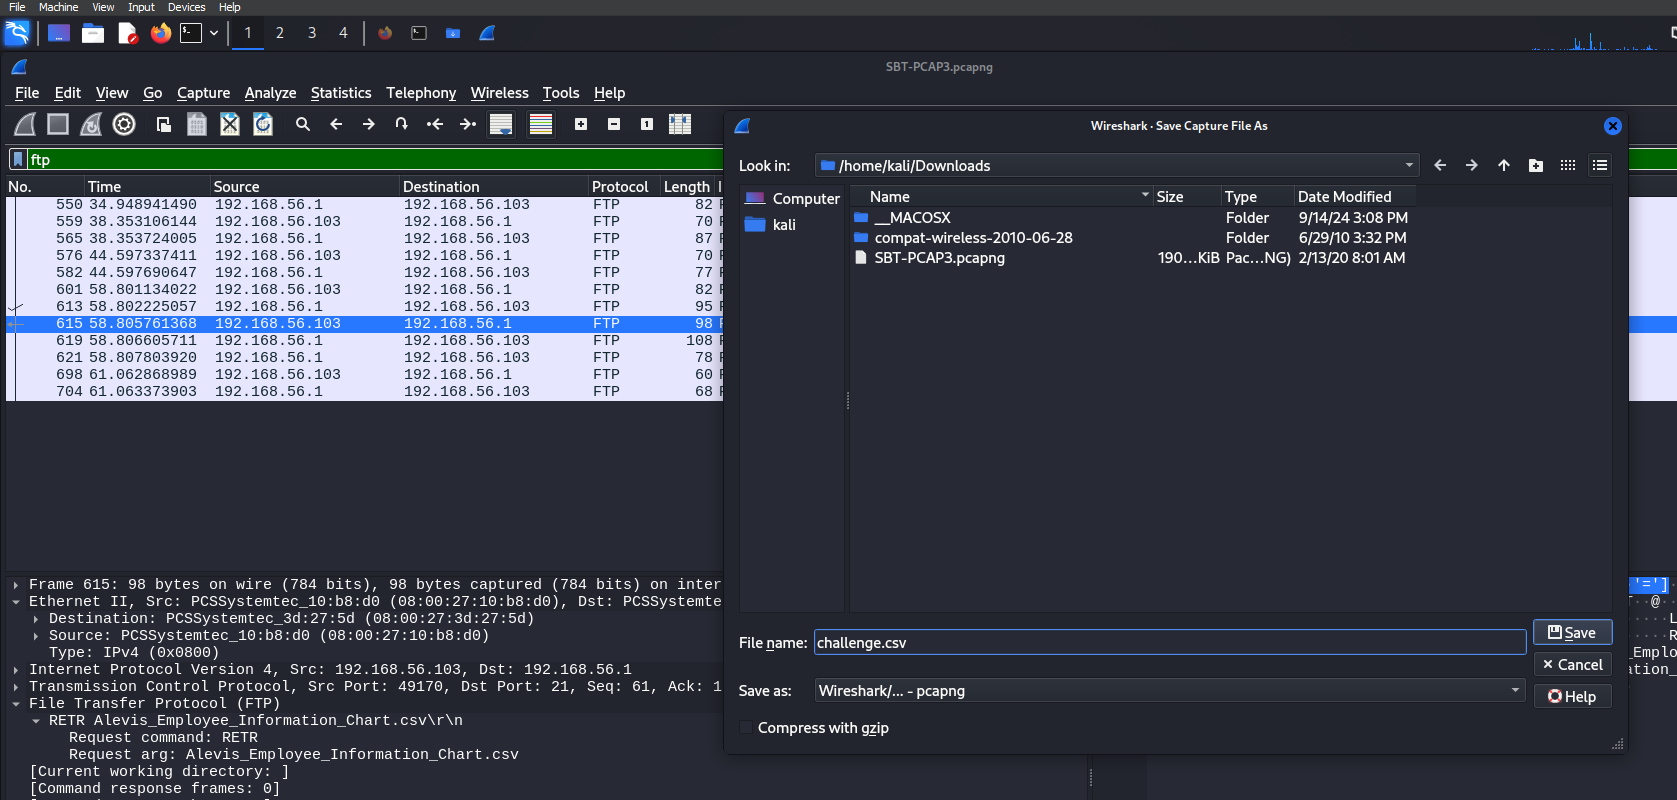 File Machine View Input Devices Help
1 2 3 4
SBT-PCAP3.pcapng
File Edit View Go Capture Analyze Statistics Telephony Wireless Tools Help
ftp
No. Time Source Destination Protocol Length
550 34.948941490 192.168.56.1 192.168.56.103 FTP 82
559 38.353106144 192.168.56.103 192.168.56.1 FTP 70
565 38.353724005 192.168.56.1 192.168.56.103 FTP 87
576 44.597337411 192.168.56.103 192.168.56.1 FTP 70
582 44.597690647 192.168.56.1 192.168.56.103 FTP 77
601 58.801134022 192.168.56.103 192.168.56.1 FTP 82
613 58.802225057 192.168.56.1 192.168.56.103 FTP 95
615 58.805761368 192.168.56.103 192.168.56.1 FTP 98
619 58.806605711 192.168.56.1 192.168.56.103 FTP 108
621 58.807803920 192.168.56.1 192.168.56.103 FTP 78
698 61.062868989 192.168.56.103 192.168.56.1 FTP 60
704 61.063373903 192.168.56.1 192.168.56.103 FTP 68
Frame 615: 98 bytes on wire (784 bits), 98 bytes captured (784 bits) on inter
Ethernet II, Src: PCSSystemtec_10:b8:d0 (08:00:27:10:b8:d0), Dst: PCSSystemte
Destination: PCSSystemtec_3d:27:5d (08:00:27:3d:27:5d)
Source: PCSSystemtec_10:b8:d0 (08:00:27:10:b8:d0)
Type: IPv4 (0x0800)
Internet Protocol Version 4, Src: 192.168.56.103, Dst: 192.168.56.1
Transmission Control Protocol, Src Port: 49170, Dst Port: 21, Seq: 61, Ack: 1
File Transfer Protocol (FTP)
RETR Alevis_Employee_Information_Chart.csv\r\n
Request command: RETR
Request arg: Alevis_Employee_Information_Chart.csv
[Current working directory: ]
[Command response frames: 0]
Wireshark · Save Capture File As
Look in: /home/kali/Downloads
Computer
kali
Name Size Type Date Modified
__MACOSX Folder 9/14/24 3:08 PM
compat-wireless-2010-06-28 Folder 6/29/10 3:32 PM
SBT-PCAP3.pcapng 190...KiB Pac...NG) 2/13/20 8:01 AM
File name: challenge.csv
Save
Cancel
Save as: Wireshark/... - pcapng
Help
Compress with gzip
'=']
@
L
R
_Emplo
ation_